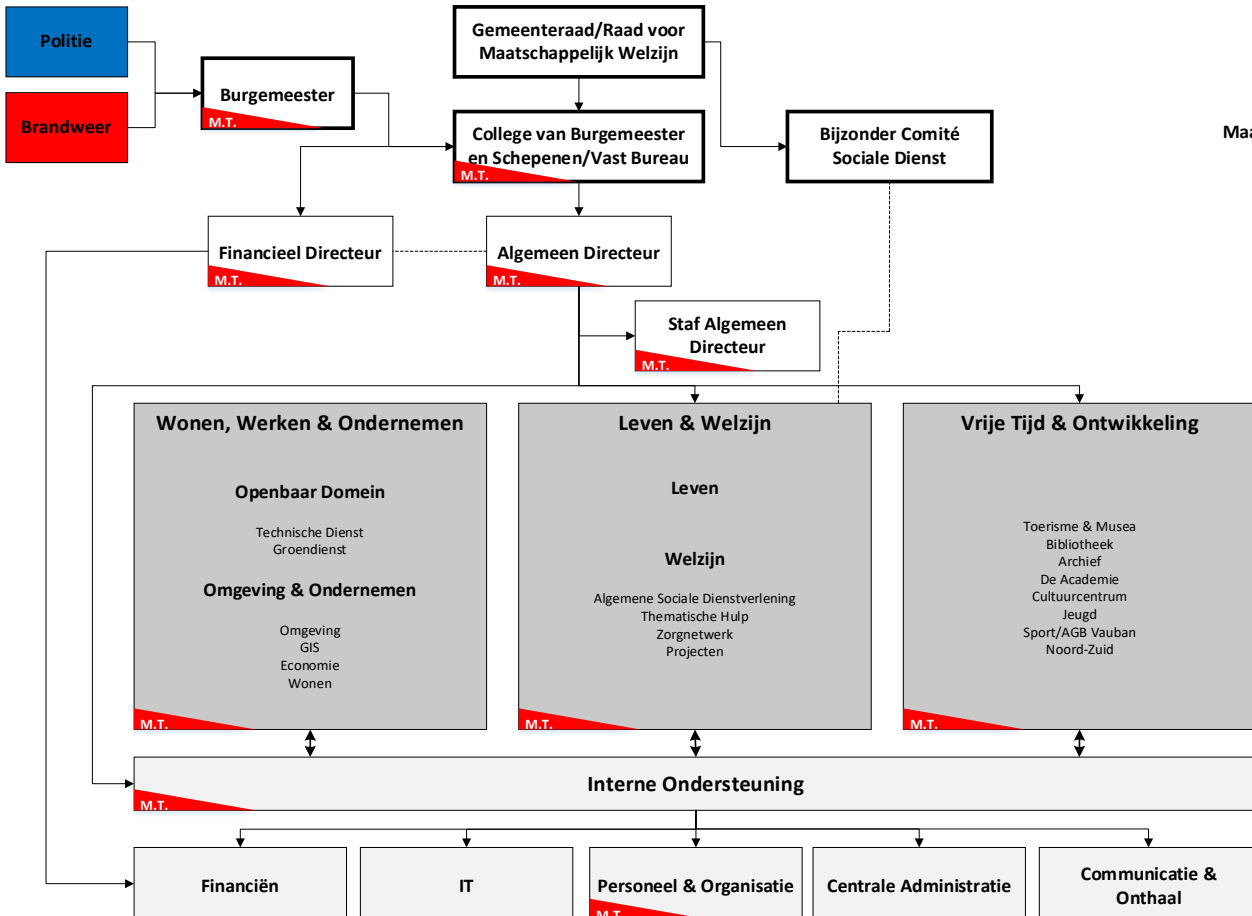 Politie
Brandweer
Burgemeester
M.T.
Gemeenteraad/Raad voor
Maatschappelijk Welzijn
College van Burgemeester
en Schepenen/Vast Bureau
M.T.
Bijzonder Comité
Sociale Dienst
Maa
Financieel Directeur
M.T.
Algemeen Directeur
M.T.
Staf Algemeen
Directeur
M.T.
Wonen, Werken & Ondernemen
Openbaar Domein
Technische Dienst
Groendienst
Omgeving & Ondernemen
Omgeving
GIS
Economie
Wonen
M.T.
Leven & Welzijn
Leven
Welzijn
Algemene Sociale Dienstverlening
Thematische Hulp
Zorgnetwerk
Projecten
M.T.
Vrije Tijd & Ontwikkeling
Toerisme & Musea
Bibliotheek
Archief
De Academie
Cultuurcentrum
Jeugd
Sport/AGB Vauban
Noord-Zuid
M.T.
Interne Ondersteuning
M.T.
Financiën
IT
Personeel & Organisatie
M.T.
Centrale Administratie
Communicatie &
Onthaal